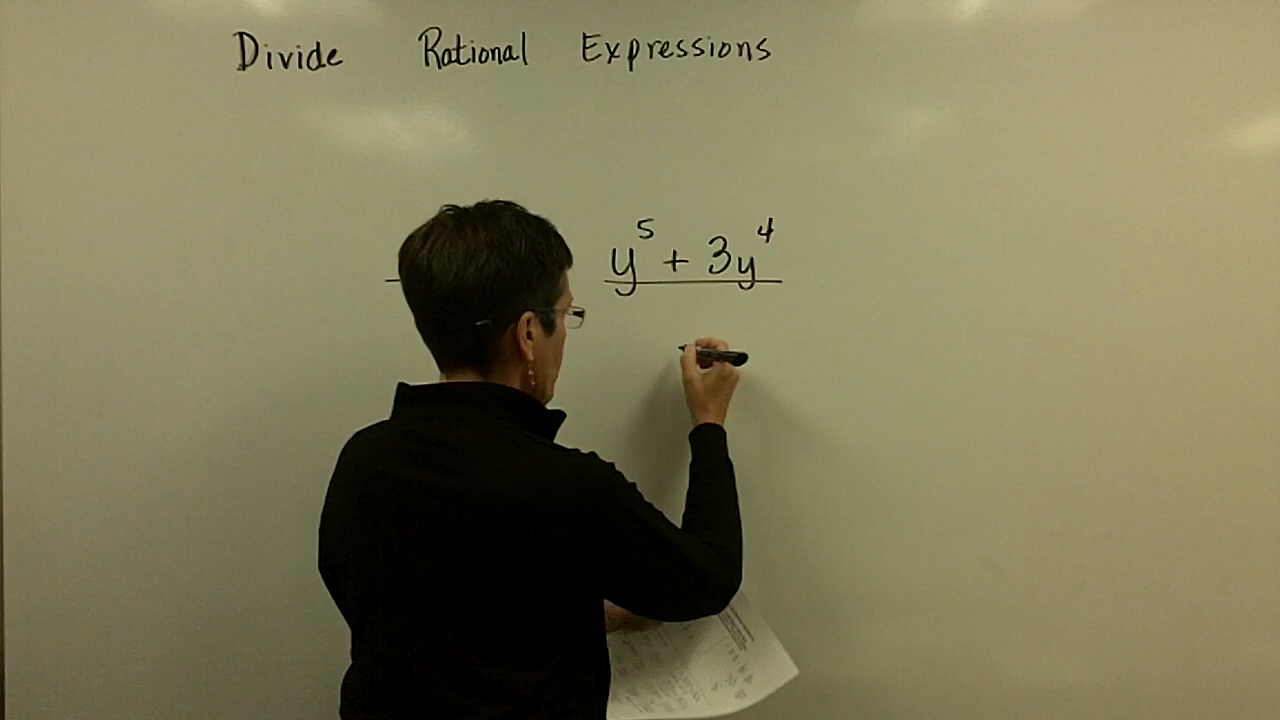 Divide Rational Expressions
y⁵ + 3y⁴